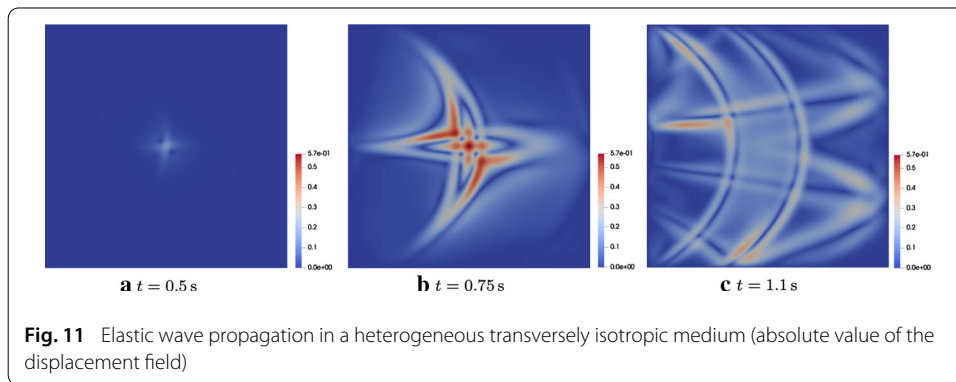 5.7e-01
0.5
0.4
0.3
0.2
0.1
0.0e+00
5.7e-01
0.5
0.4
0.3
0.2
0.1
0.0e+00
5.7e-01
0.5
0.4
0.3
0.2
0.1
0.0e+00
a t = 0.5 s
b t = 0.75 s
c t = 1.1 s
Fig. 11 Elastic wave propagation in a heterogeneous transversely isotropic medium (absolute value of the
displacement field)